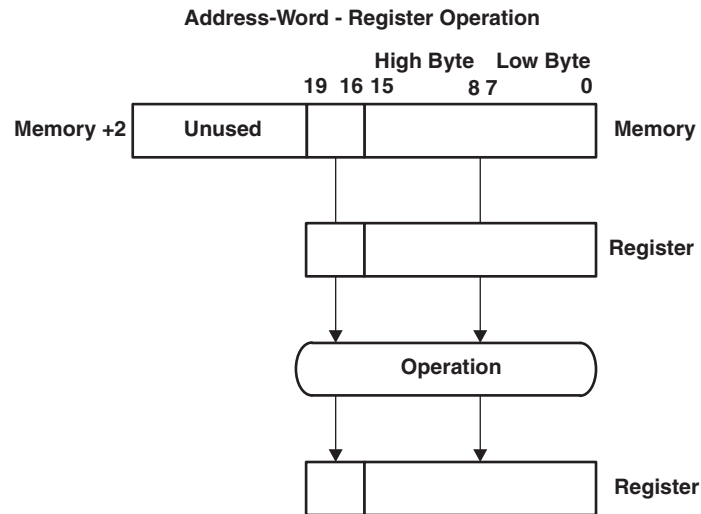 Address-Word - Register Operation
High Byte Low Byte
19 16 15 8 7 0
Memory +2 Unused Memory
Register
Operation
Register